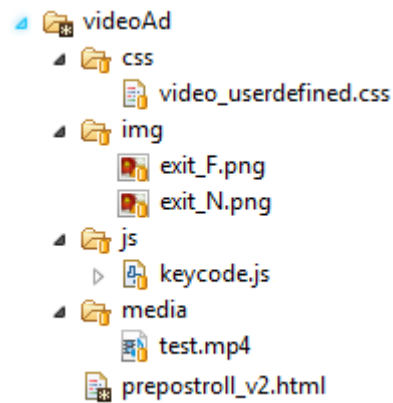 videoAd
css
video_userdefined.css
img
exit_F.png
exit_N.png
js
keycode.js
media
test.mp4
prepostroll_v2.html